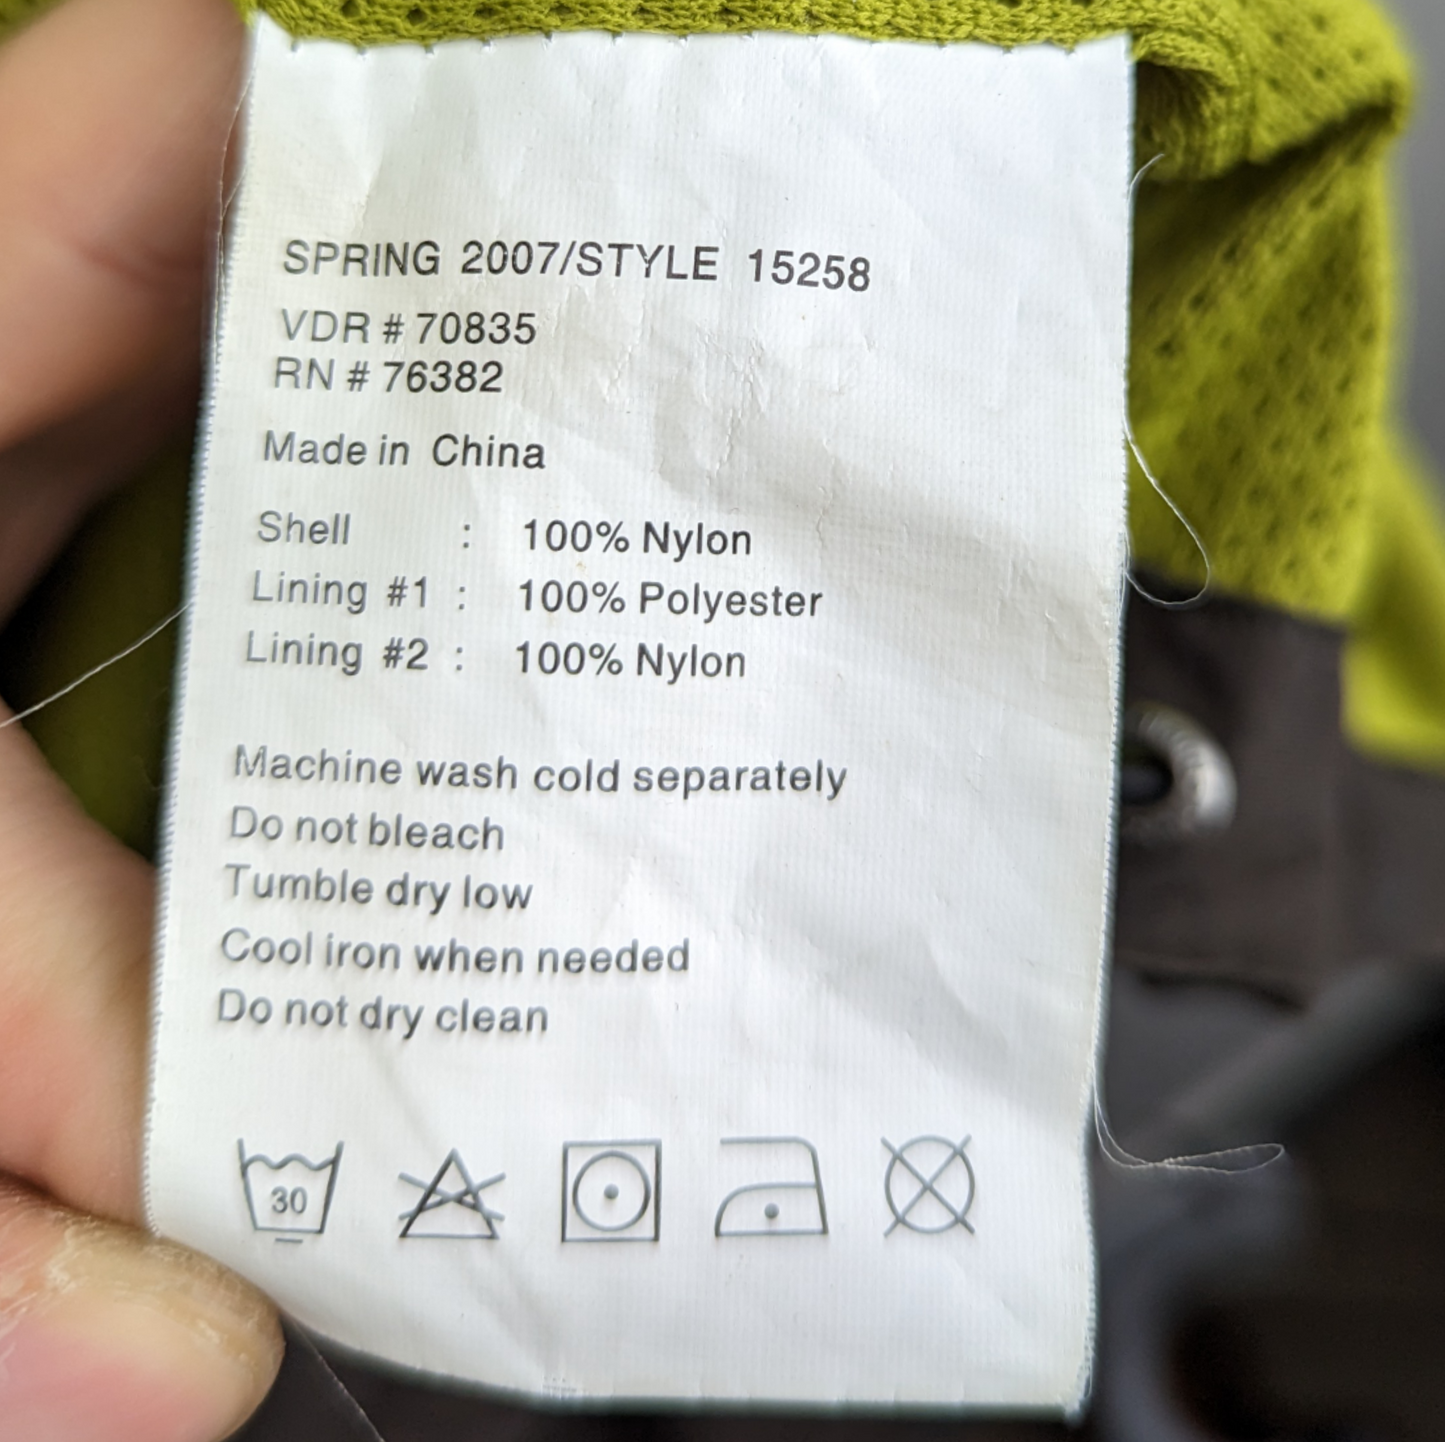 SPRING 2007/STYLE 15258
VDR # 70835
RN # 76382
Made in China
Shell : 100% Nylon
Lining #1 : 100% Polyester
Lining #2 : 100% Nylon
Machine wash cold separately
Do not bleach
Tumble dry low
Cool iron when needed
Do not dry clean
30